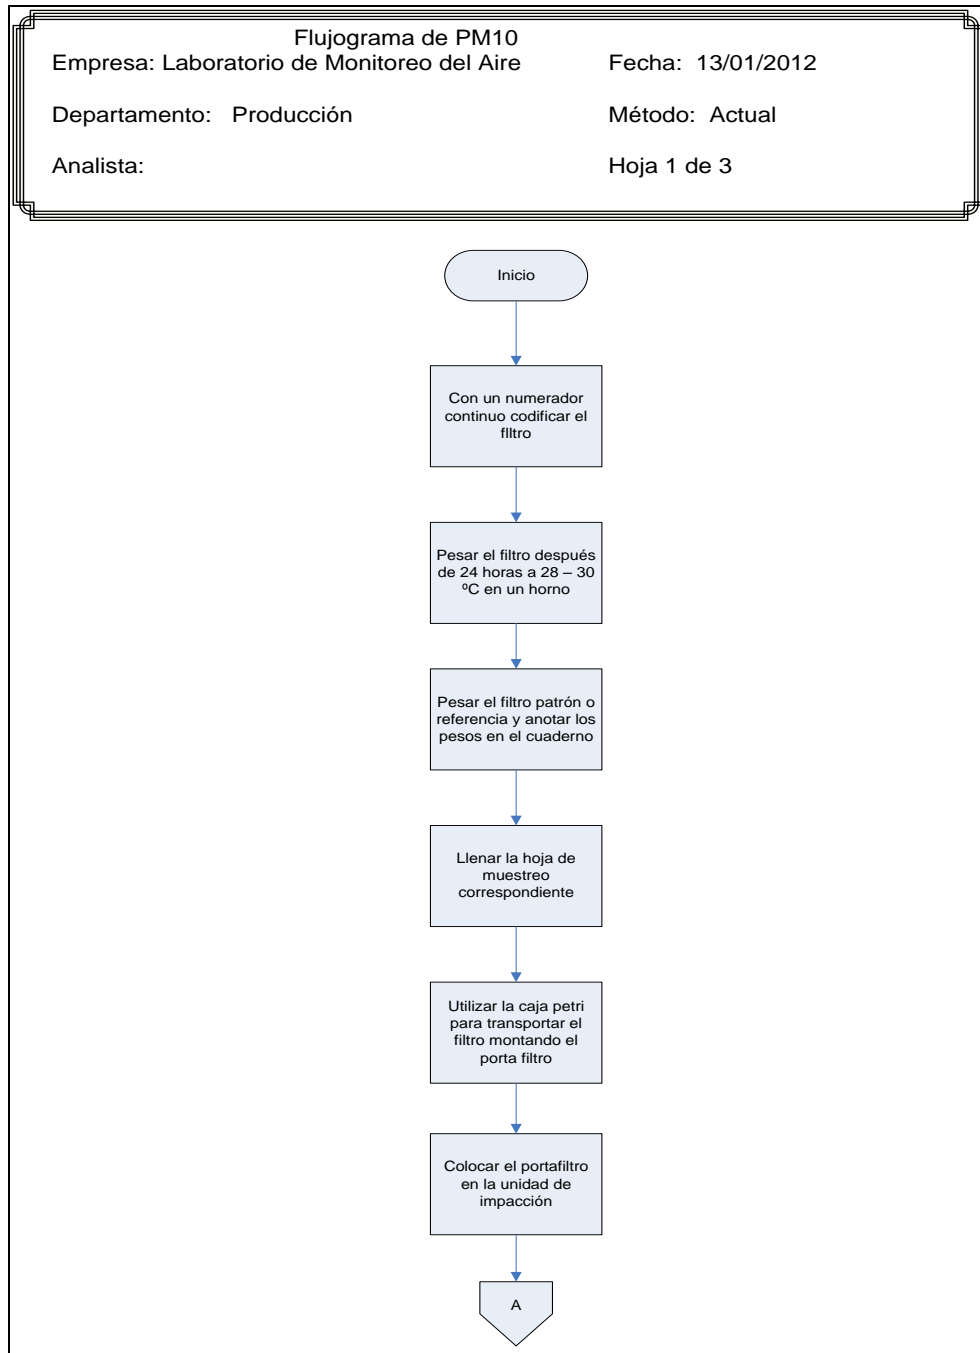 Flujograma de PM10
Empresa: Laboratorio de Monitoreo del Aire Fecha: 13/01/2012
Departamento: Producción Método: Actual
Analista: Hoja 1 de 3
Inicio
Con un numerador
continuo codificar el
fIltro
Pesar el filtro después
de 24 horas a 28 – 30
ºC en un horno
Pesar el filtro patrón o
referencia y anotar los
pesos en el cuaderno
Llenar la hoja de
muestreo
correspondiente
Utilizar la caja petri
para transportar el
filtro montando el
porta filtro
Colocar el portafiltro
en la unidad de
impacción
A